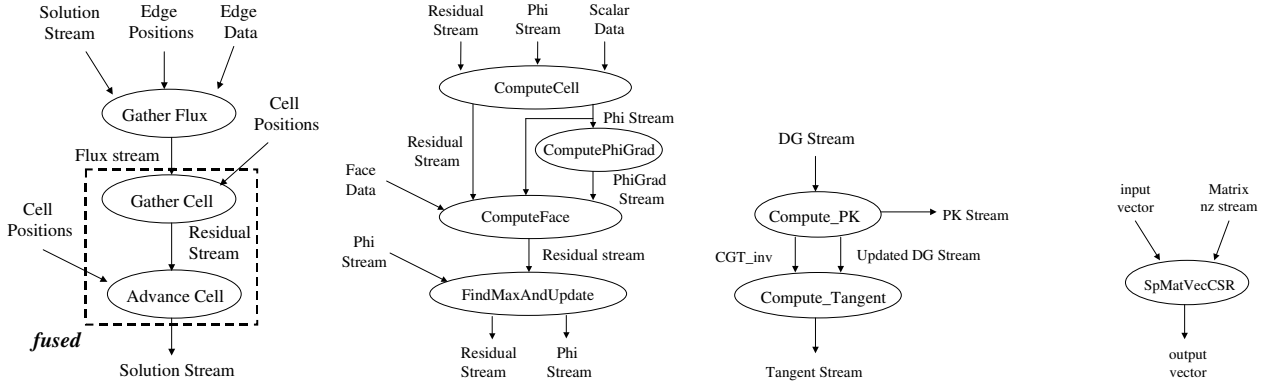 Solution
Stream
Edge
Positions
Edge
Data
Gather Flux
Cell
Positions
Flux stream
Gather Cell
Cell
Positions
Residual
Stream
Advance Cell
fused
Solution Stream
Residual
Stream
Phi
Stream
Scalar
Data
ComputeCell
Phi Stream
Residual
Stream
ComputePhiGrad
Face
Data
PhiGrad
Stream
ComputeFace
Phi
Stream
Residual stream
FindMaxAndUpdate
Residual
Stream
Phi
Stream
DG Stream
Compute_PK
PK Stream
CGT_inv
Updated DG Stream
Compute_Tangent
Tangent Stream
input
vector
Matrix
nz stream
SpMatVecCSR
output
vector